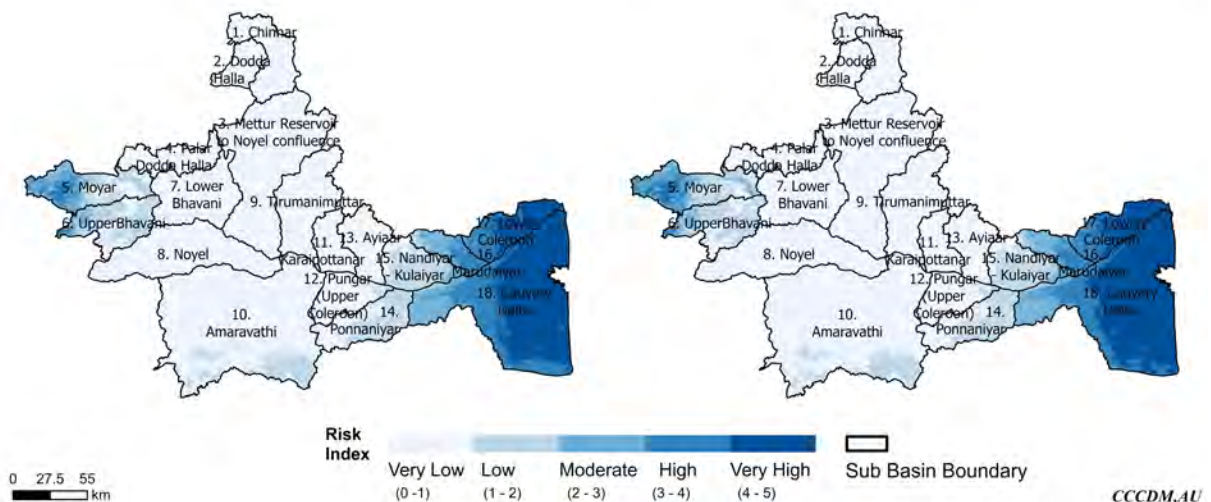 1. Chinnar
2. Dodda
Halla
3. Mettur Reservoir
to Noyel confluence
4. Palar
Dodda Halla
5. Moyar
7. Lower
Bhavani
6. UpperBhavani
9. Tirumanimuttar
8. Noyel
11.
Karaipottanar
13. Ayiaar
15. Nandiyar
Kulaiyar
17. Lower
Coleroon
16.
Marudaiyar
12. Pungar
(Upper
Coleroon)
14.
Ponnaniyar
18. Cauvery
10.
Amaravathi
1. Chinnar
2. Dodda
Halla
3. Mettur Reservoir
to Noyel confluence
4. Palar
Dodda Halla
5. Moyar
7. Lower
Bhavani
6. UpperBhavani
9. Tirumanimuttar
8. Noyel
11.
Karaipottanar
13. Ayiaar
15. Nandiyar
Kulaiyar
17. Lower
Coleroon
16.
Marudaiyar
12. Pungar
(Upper
Coleroon)
14.
Ponnaniyar
18. Cauvery
10.
Amaravathi
Risk
Index
Very Low Low Moderate High Very High
(0 -1) (1 - 2) (2 - 3) (3 - 4) (4 - 5)
Sub Basin Boundary
0 27.5 55
km
CCCDM.AU